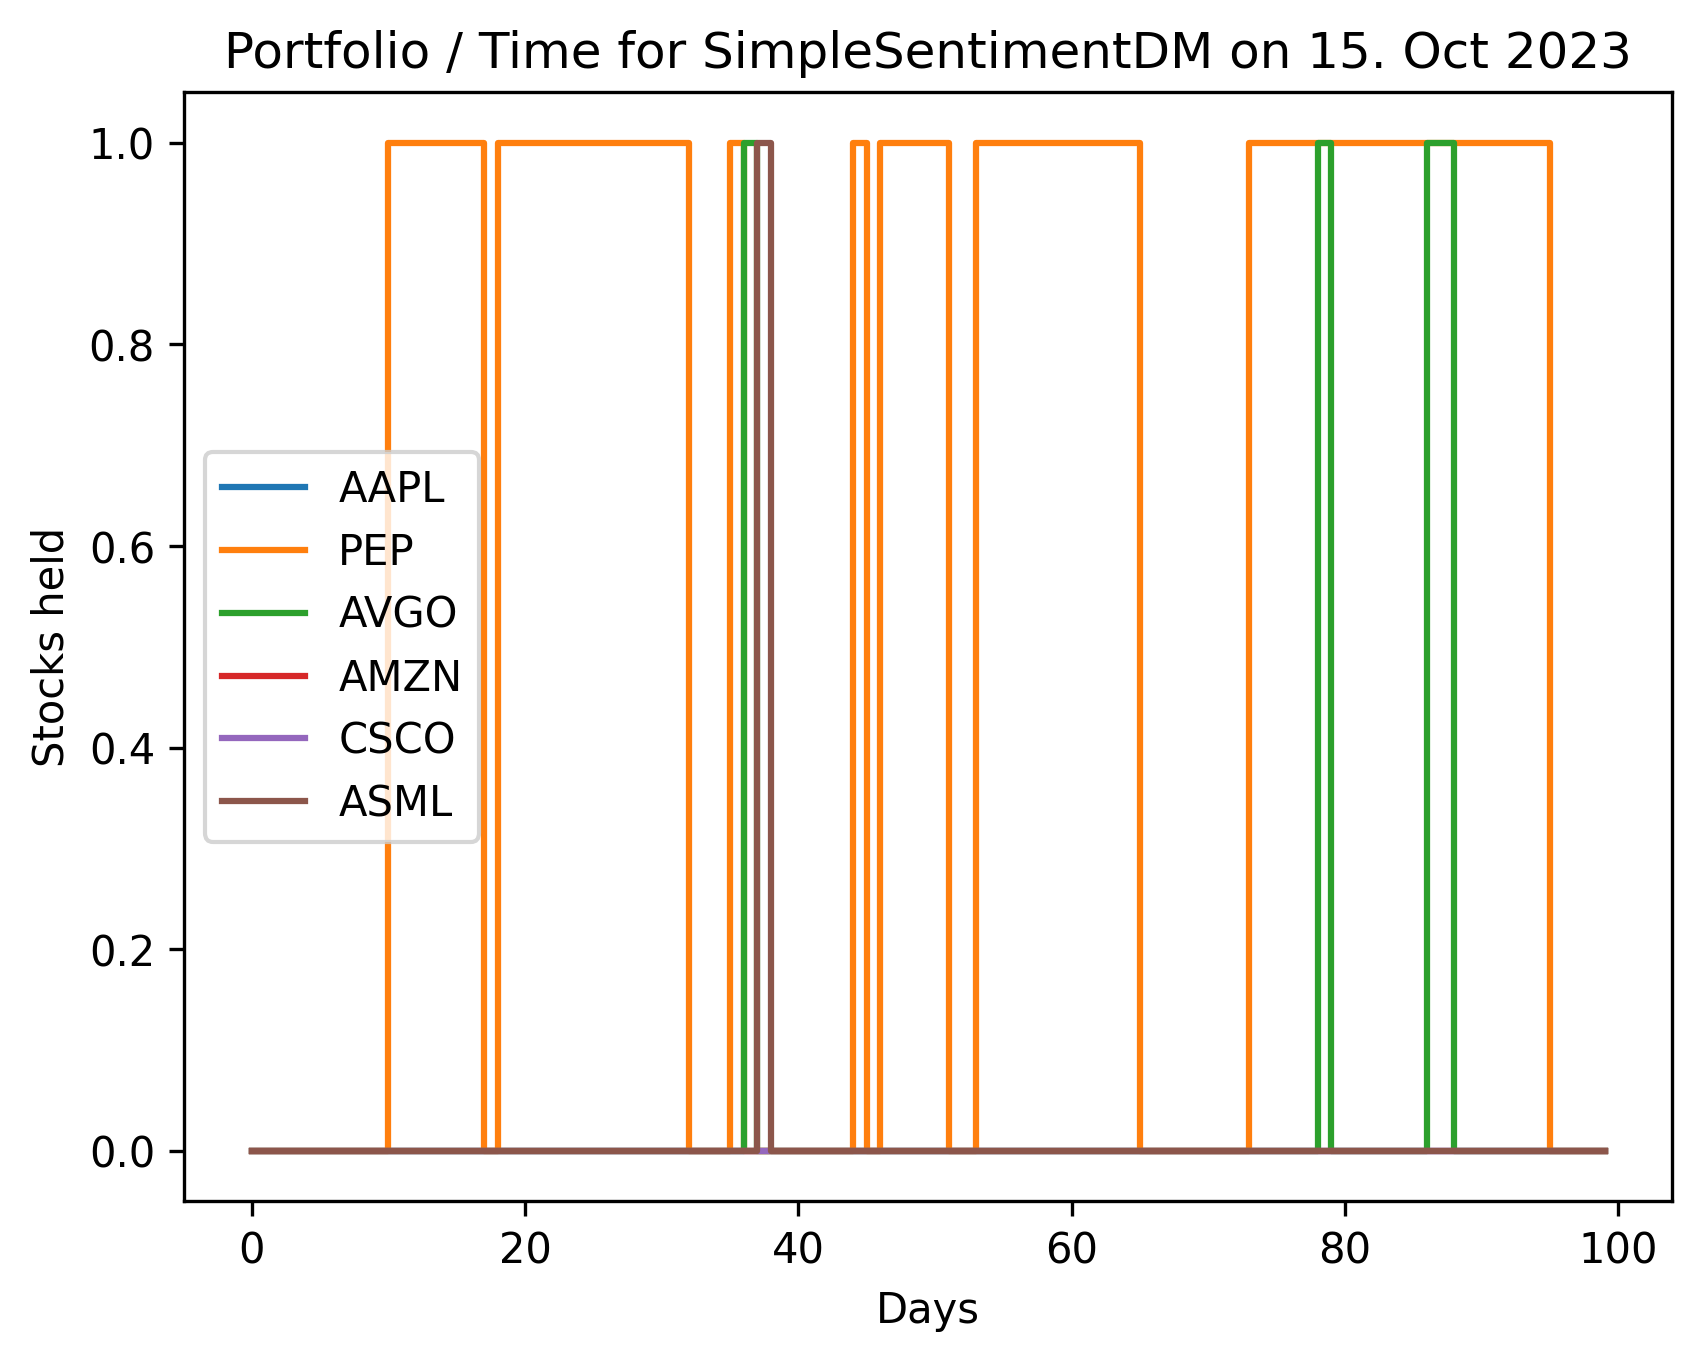 Portfolio / Time for SimpleSentimentDM on 15. Oct 2023
1.0
0.8
0.6
0.4
0.2
0.0
Stocks held
AAPL
PEP
AVGO
AMZN
CSCO
ASML
0 20 40 60 80 100
Days